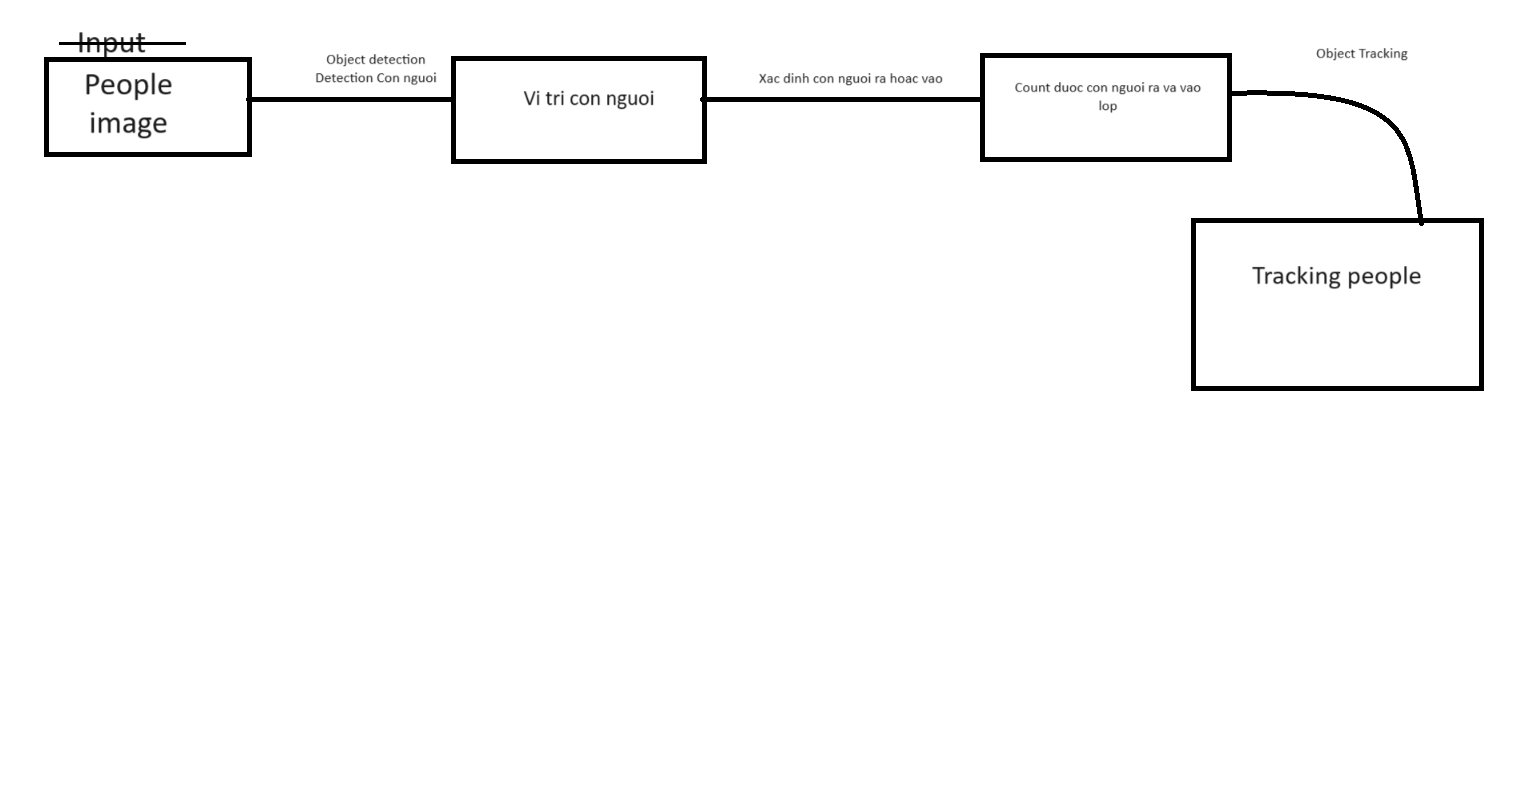 Input
People
image
Object detection
Detection Con nguoi
Vi tri con nguoi
Xac dinh con nguoi ra hoac vao
Count duoc con nguoi ra va vao
lop
Object Tracking
Tracking people